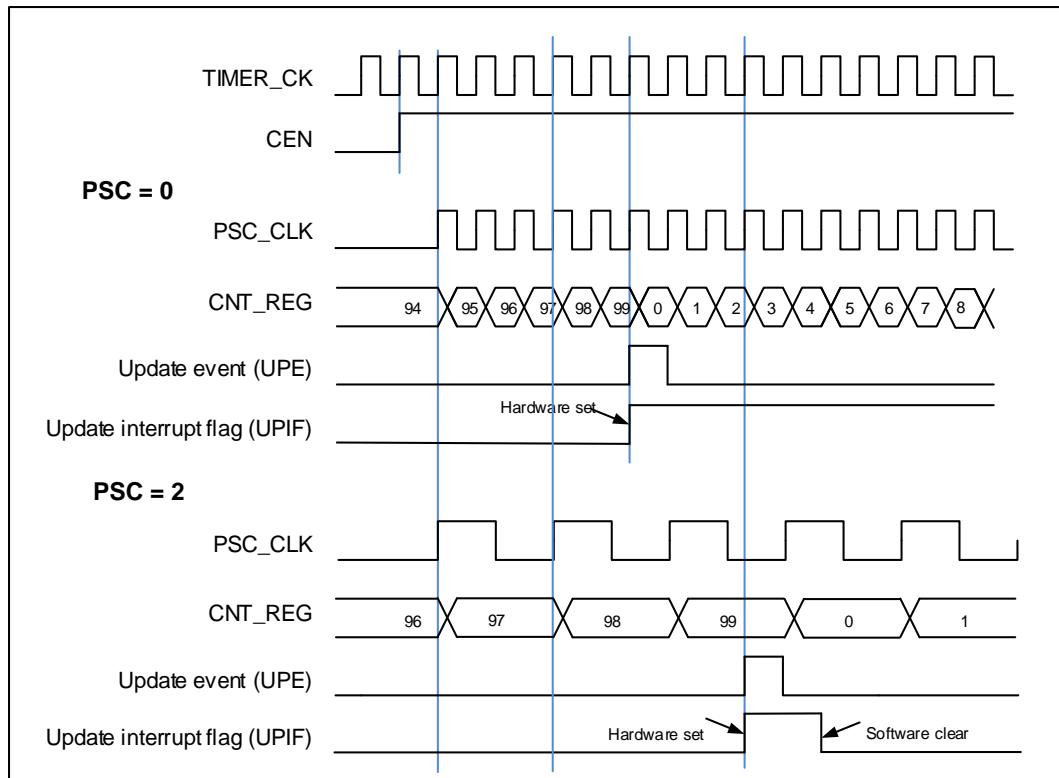 TIMER_CK
CEN
PSC = 0
PSC_CLK
CNT_REG 94 95 96 97 98 99 0 1 2 3 4 5 6 7 8
Update event (UPE)
Hardware set
Update interrupt flag (UPIF)
PSC = 2
PSC_CLK
CNT_REG 96 97 98 99 0 1
Update event (UPE)
Update interrupt flag (UPIF) Hardware set Software clear